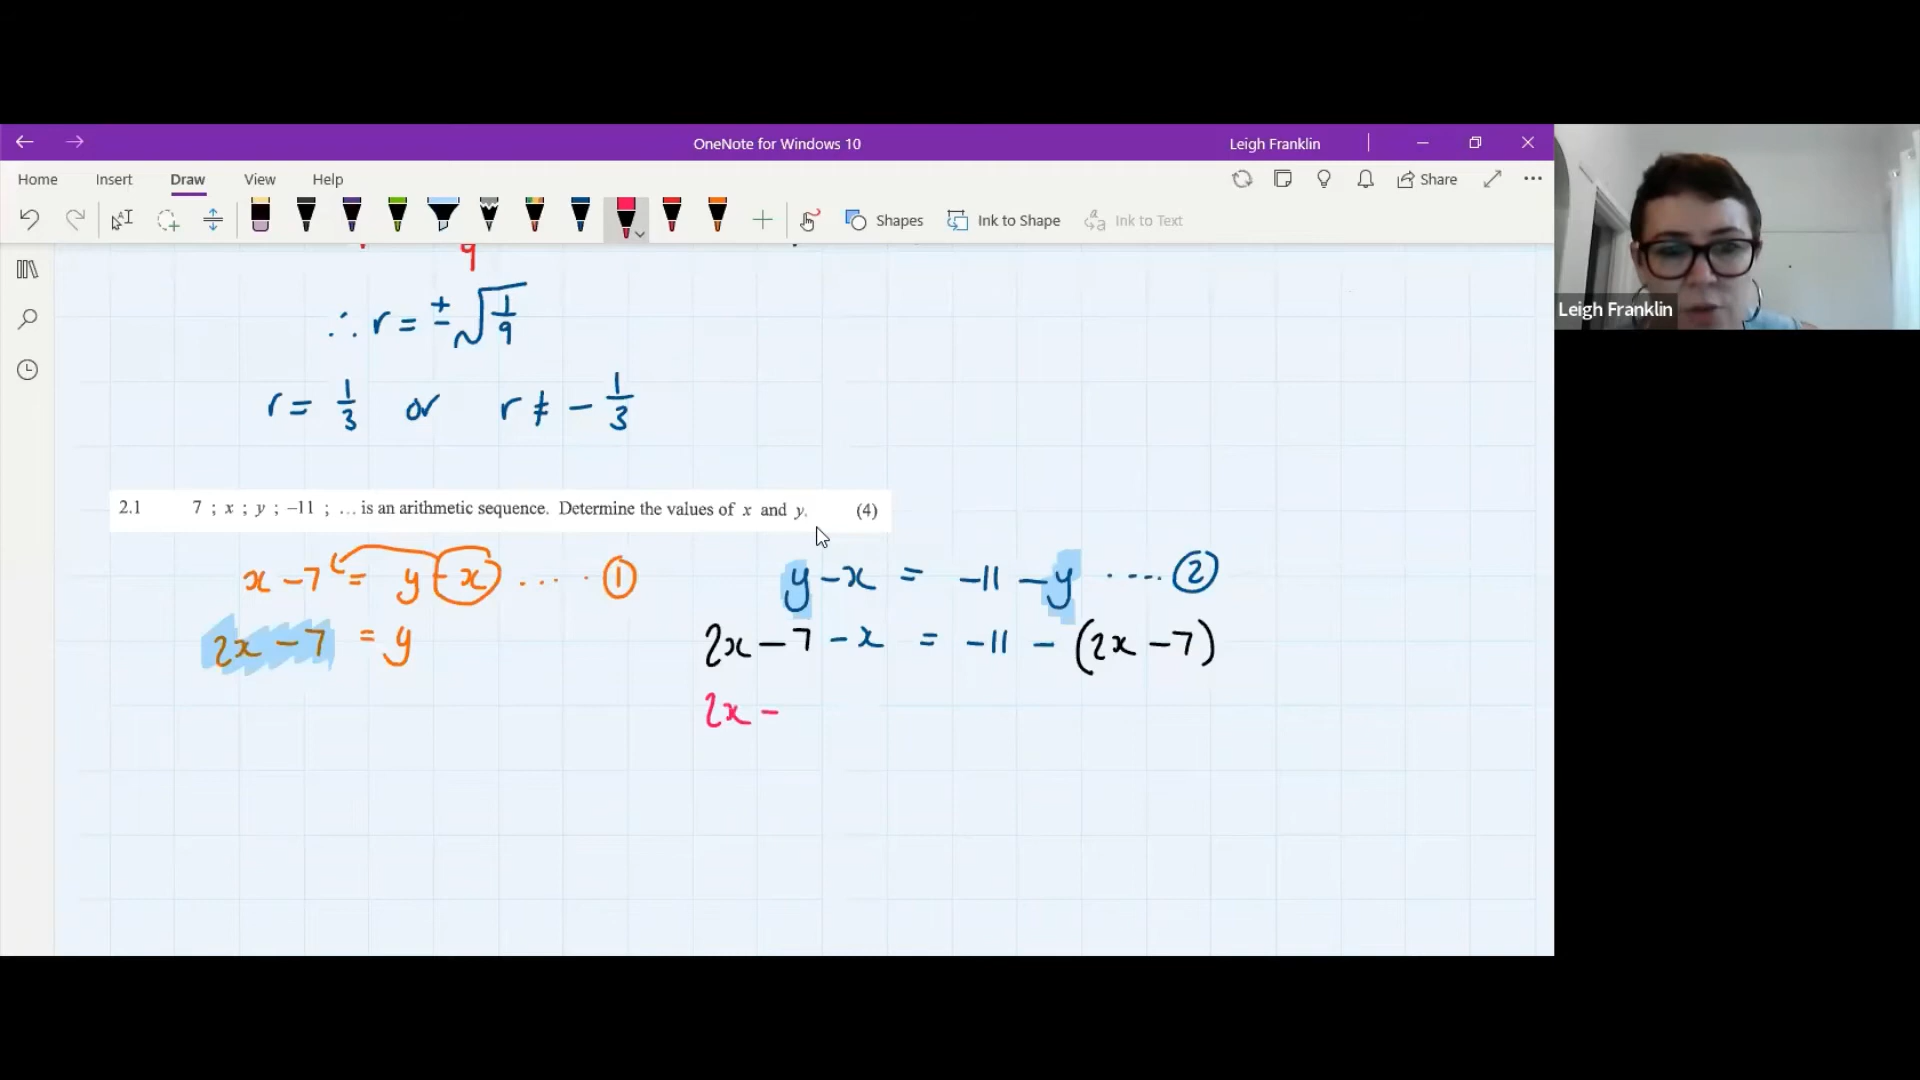 OneNote for Windows 10
Leigh Franklin
Home Insert Draw View Help
Share
Shapes Ink to Shape Ink to Text
9
∴ r = ±√(1/9)
r = 1/3 or r ≠ - 1/3
2.1 7 ; x ; y ; −11 ; … is an arithmetic sequence. Determine the values of x and y. (4)
x - 7 = y - x .... ①
2x - 7 = y
y - x = -11 - y .... ②
2x - 7 - x = -11 - (2x - 7)
2x -
Leigh Franklin